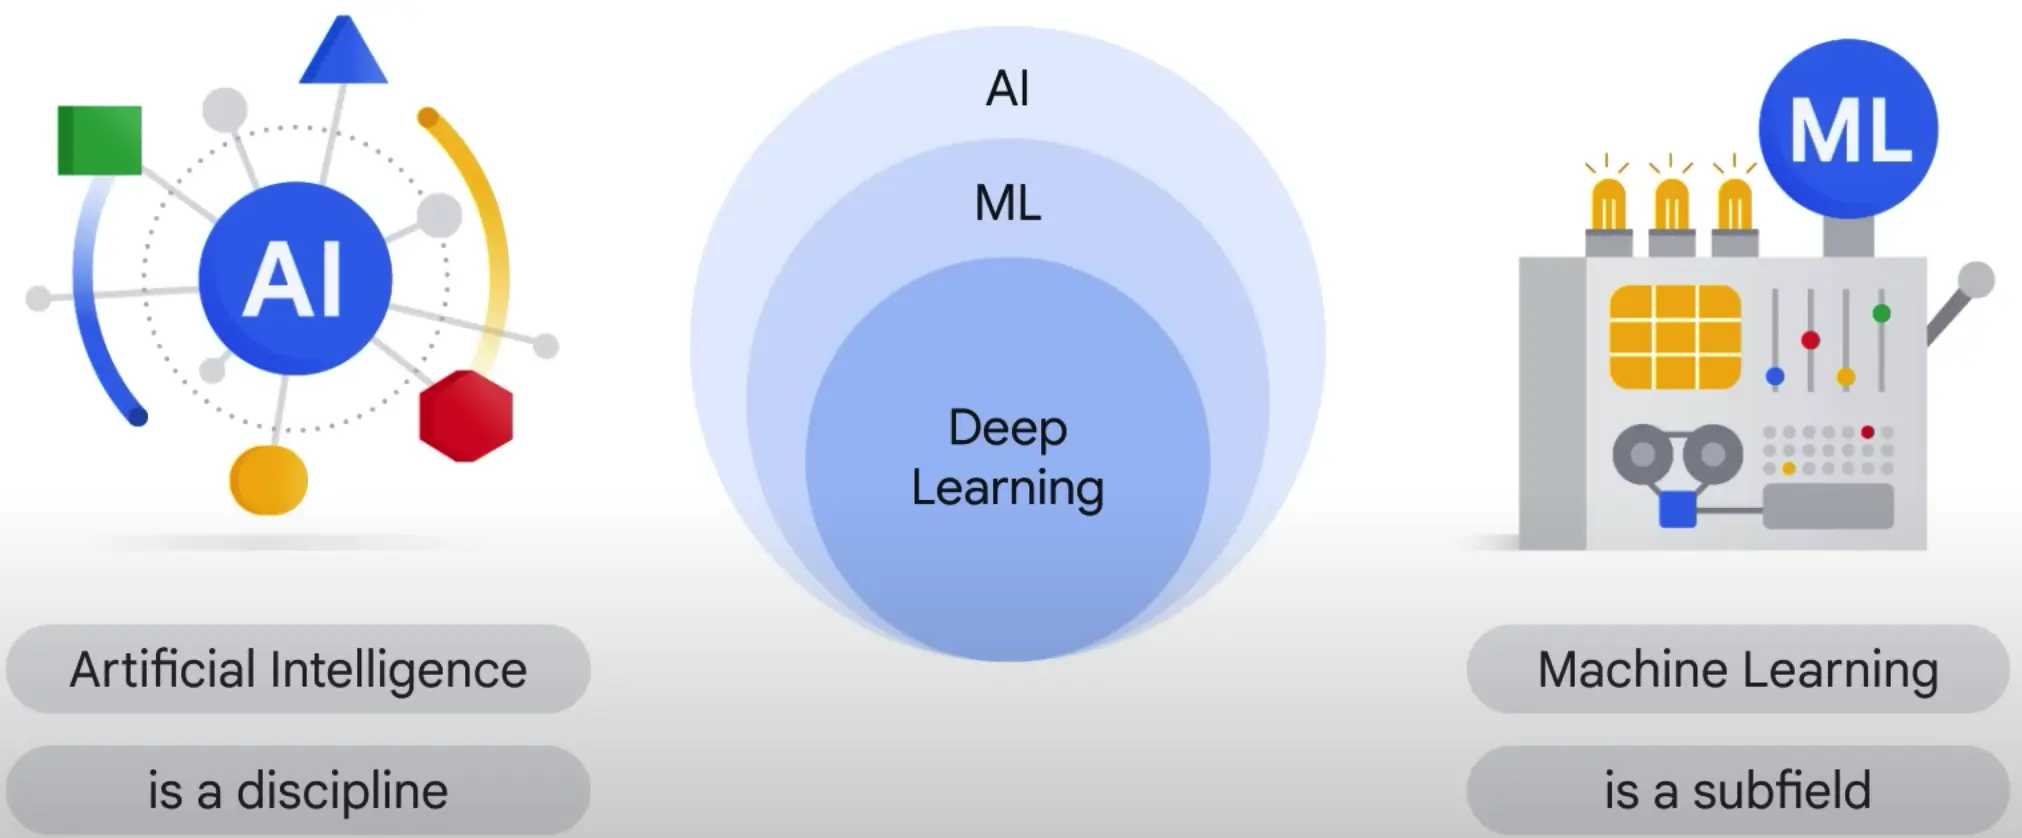 AI
Artificial Intelligence
is a discipline
AI
ML
Deep
Learning
ML
Machine Learning
is a subfield